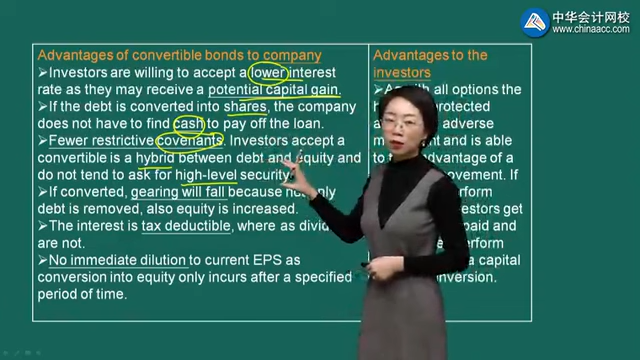 中华会计网校
www.chinaacc.com
Advantages of convertible bonds to company
➢Investors are willing to accept a lower interest
rate as they may receive a potential capital gain.
➢If the debt is converted into shares, the company
does not have to find cash to pay off the loan.
➢Fewer restrictive covenants. Investors accept a
convertible is a hybrid between debt and equity and
do not tend to ask for high-level security.
➢If converted, gearing will fall because not only
debt is removed, also equity is increased.
➢The interest is tax deductible, where as
are not.
➢No immediate dilution to current EPS as
conversion into equity only incurs after a specified
period of time.
Advantages to the
investors
all options the
protected
adverse
and is able
to advantage of a
If
perform
get
paid and
perform
a capital